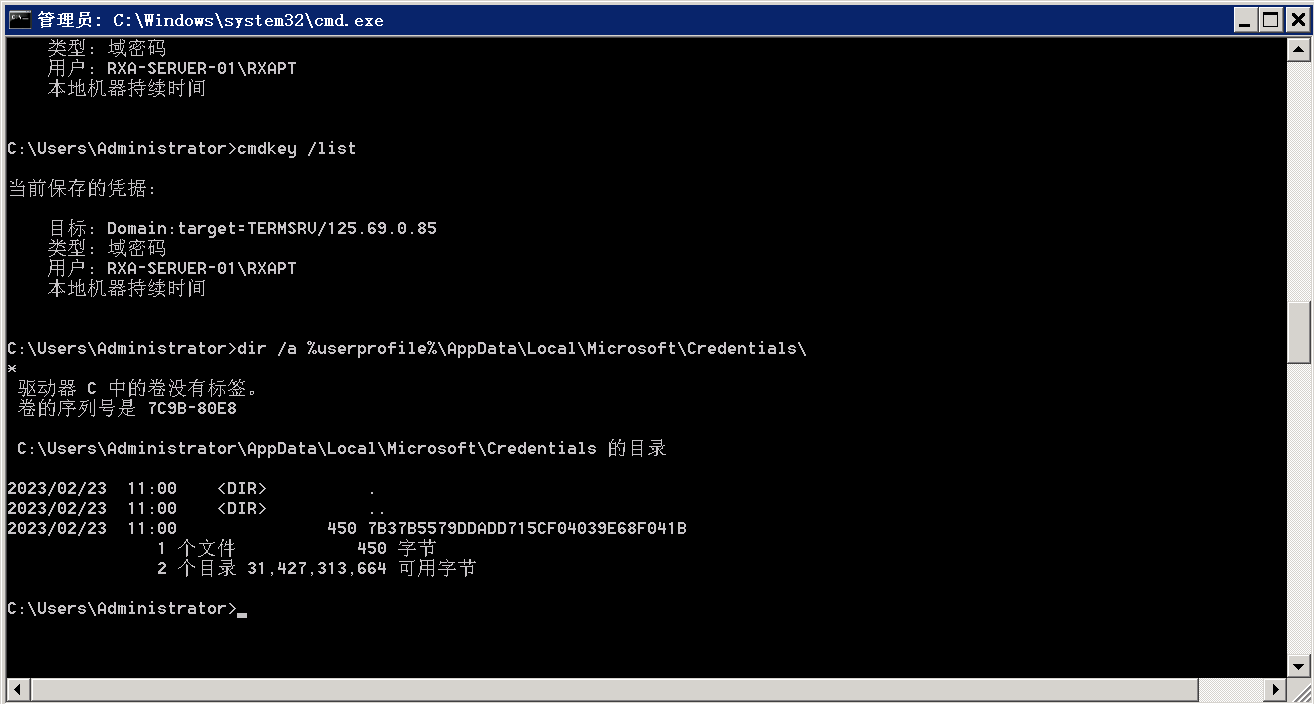 管理员: C:\Windows\system32\cmd.exe
类型: 域密码
用户: RXA-SERVER-01\RXAPT
本地机器持续时间
C:\Users\Administrator>cmdkey /list
当前保存的凭据:
目标: Domain:target=TERMSRV/125.69.0.85
类型: 域密码
用户: RXA-SERVER-01\RXAPT
本地机器持续时间
C:\Users\Administrator>dir /a %userprofile%\AppData\Local\Microsoft\Credentials\
*
驱动器 C 中的卷没有标签。
卷的序列号是 7C9B-80E8
C:\Users\Administrator\AppData\Local\Microsoft\Credentials 的目录
2023/02/23  11:00    <DIR>          .
2023/02/23  11:00    <DIR>          ..
2023/02/23  11:00               450 7B37B5579DDADD715CF04039E68F041B
1 个文件            450 字节
2 个目录 31,427,313,664 可用字节
C:\Users\Administrator>